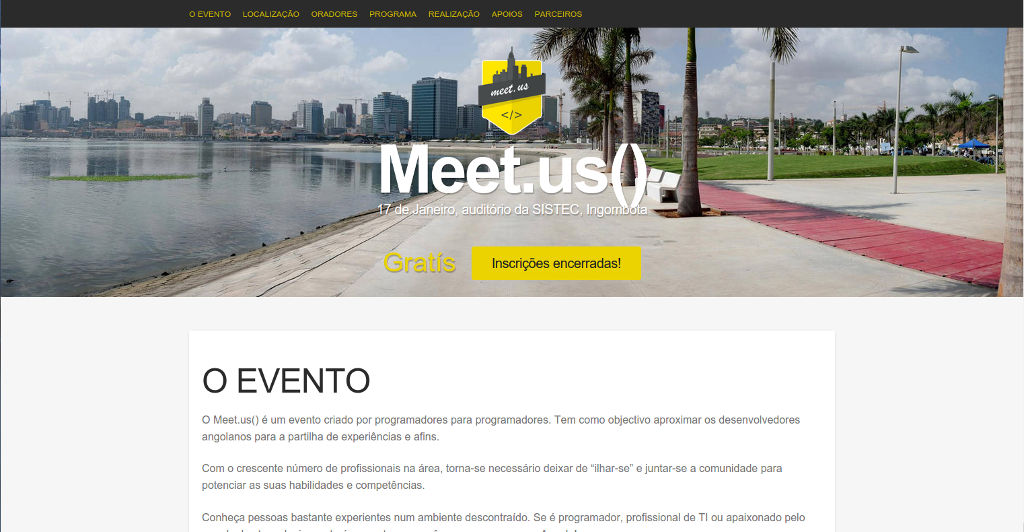 O EVENTO LOCALIZAÇÃO ORADORES PROGRAMA REALIZAÇÃO APOIOS PARCEIROS
meet.us
</>
Meet.us()
17 de Janeiro, auditório da SISTEC, Ingombota
Gratís Inscrições encerradas!
O EVENTO
O Meet.us() é um evento criado por programadores para programadores. Tem como objectivo aproximar os desenvolvedores
angolanos para a partilha de experiências e afins.
Com o crescente número de profissionais na área, torna-se necessário deixar de “ilhar-se” e juntar-se a comunidade para
potenciar as suas habilidades e competências.
Conheça pessoas bastante experientes num ambiente descontraído. Se é programador, profissional de TI ou apaixonado pelo